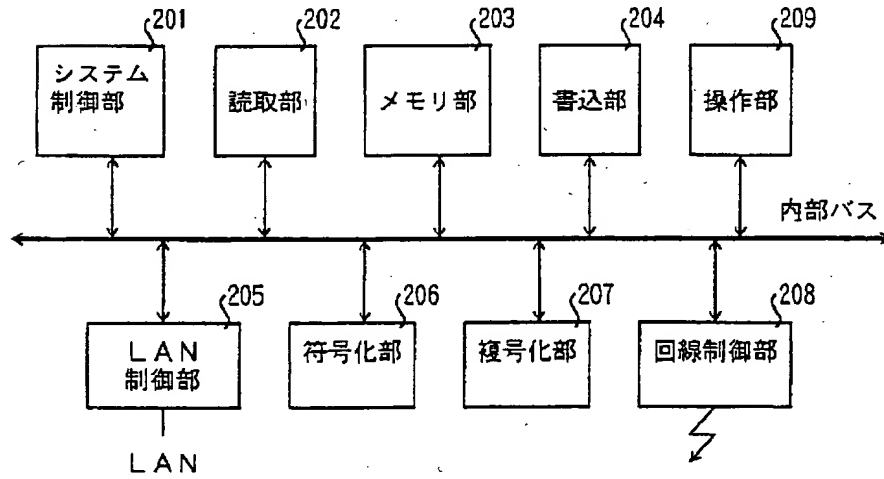 201
202
203
204
209
システム
制御部
読取部
メモリ部
書込部
操作部
内部バス
205
206
207
208
LAN
制御部
符号化部
複号化部
回線制御部
LAN